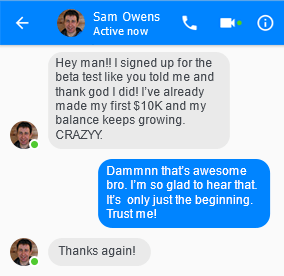 Sam Owens
Active now
Hey man!! I signed up for the
beta test like you told me and
thank god I did! I've already
made my first $10K and my
balance keeps growing.
CRAZYY.
Dammnn that's awesome
bro. I'm so glad to hear that.
It's only just the beginning.
Trust me!
Thanks again!